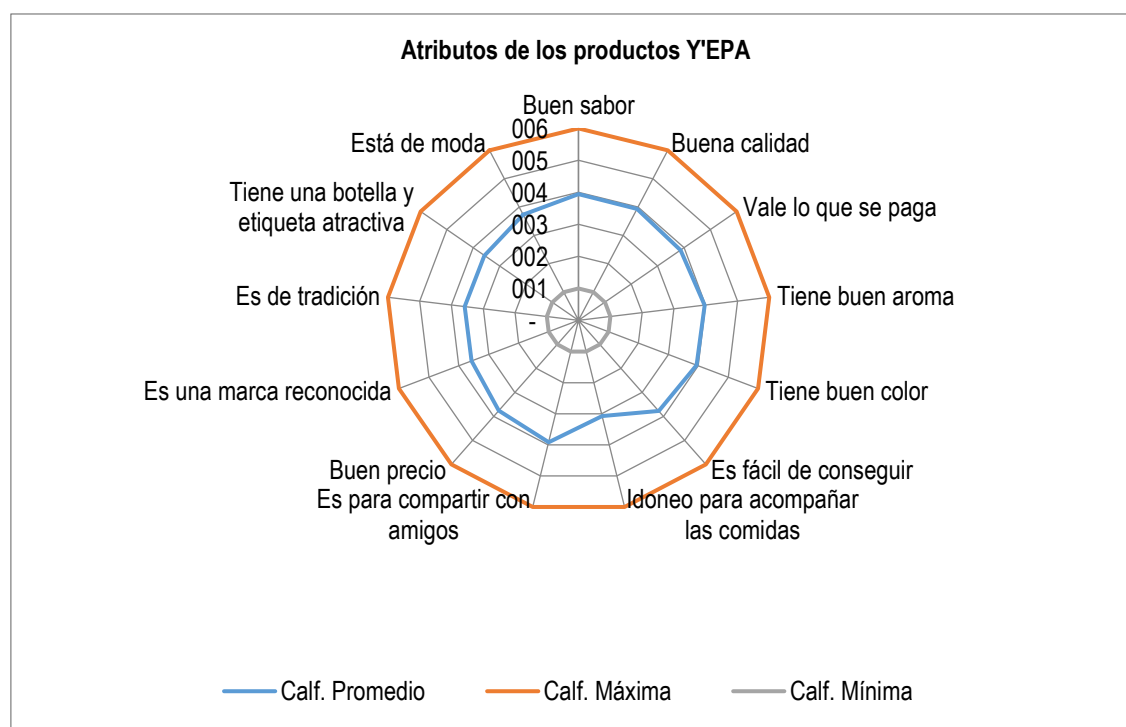 Atributos de los productos Y'EPA
Buen sabor
006
005
004
003
002
001
-
Buena calidad
Vale lo que se paga
Tiene buen aroma
Tiene buen color
Es fácil de conseguir
Idoneo para acompañar
las comidas
Es para compartir con
amigos
Buen precio
Es una marca reconocida
Es de tradición
Tiene una botella y
etiqueta atractiva
Está de moda
Calf. Promedio
Calf. Máxima
Calf. Mínima